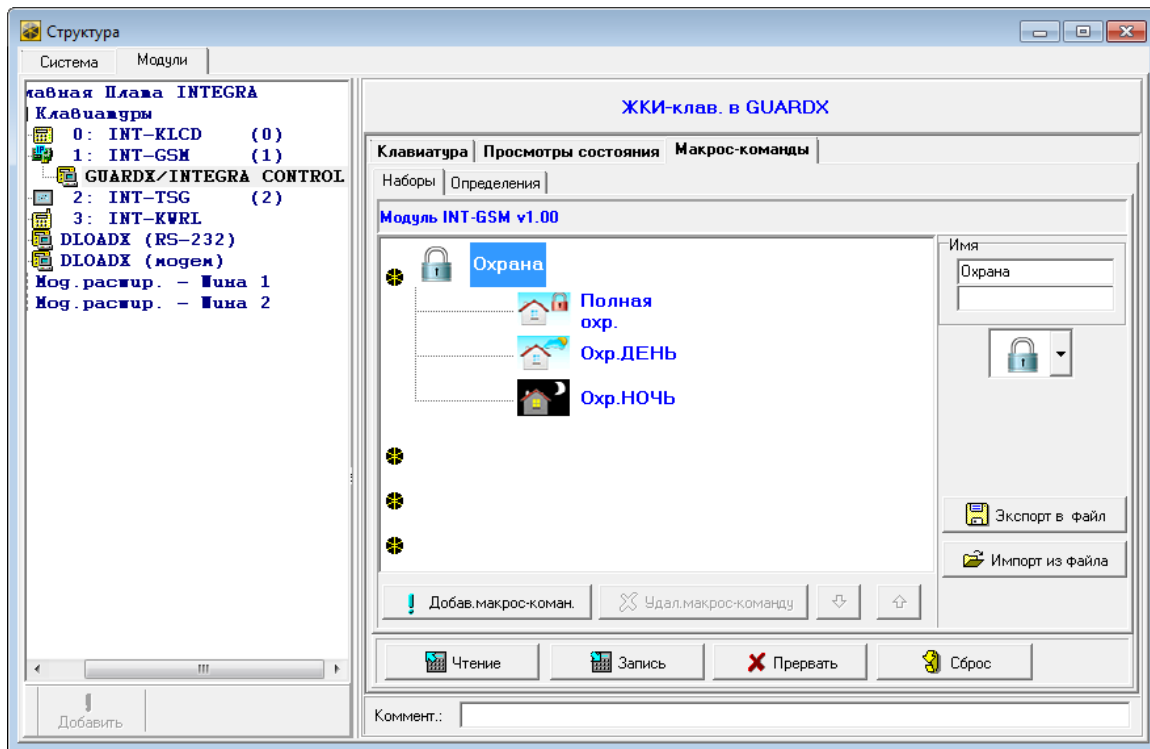 Структура
Система Модули
лавная Плата INTEGRA
Клавиатуры
0: INT-KLCD (0)
1: INT-GSM (1)
GUARDX/INTEGRA CONTROL
2: INT-TSG (2)
3: INT-KWRL
DLOADX (RS-232)
DLOADX (модем)
Мод.расшир. - Шина 1
Мод.расшир. - Шина 2
Добавить
ЖКИ-клав. в GUARDX
Клавиатура Просмотры состояния Макрос-команды
Наборы Определения
Модуль INT-GSM v1.00
Охрана
Полная
охр.
Охр.ДЕНЬ
Охр.НОЧЬ
Имя
Охрана
Экспорт в файл
Импорт из файла
Добав.макрос-коман. Удал.макрос-команду
Чтение Запись Прервать Сброс
Коммент.: